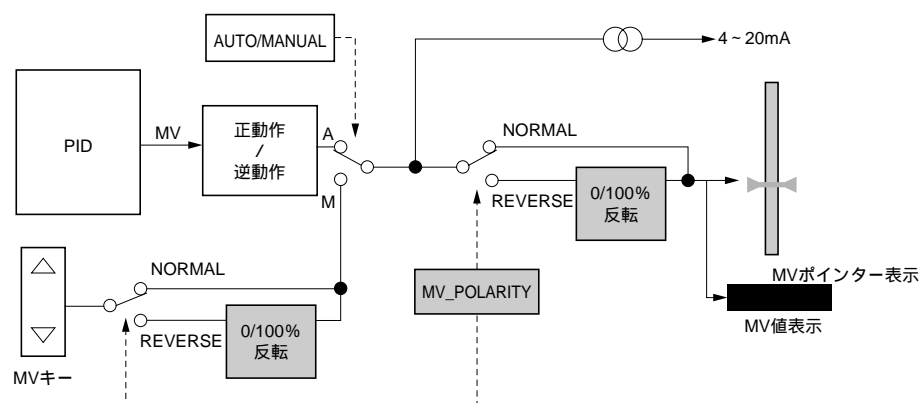 AUTO/MANUAL
4~20mA
PID
MV
正動作
/
逆動作
A
M
NORMAL
REVERSE
0/100%
反転
NORMAL
REVERSE
0/100%
反転
MV_POLARITY
MVポインター表示
MV値表示
MVキー